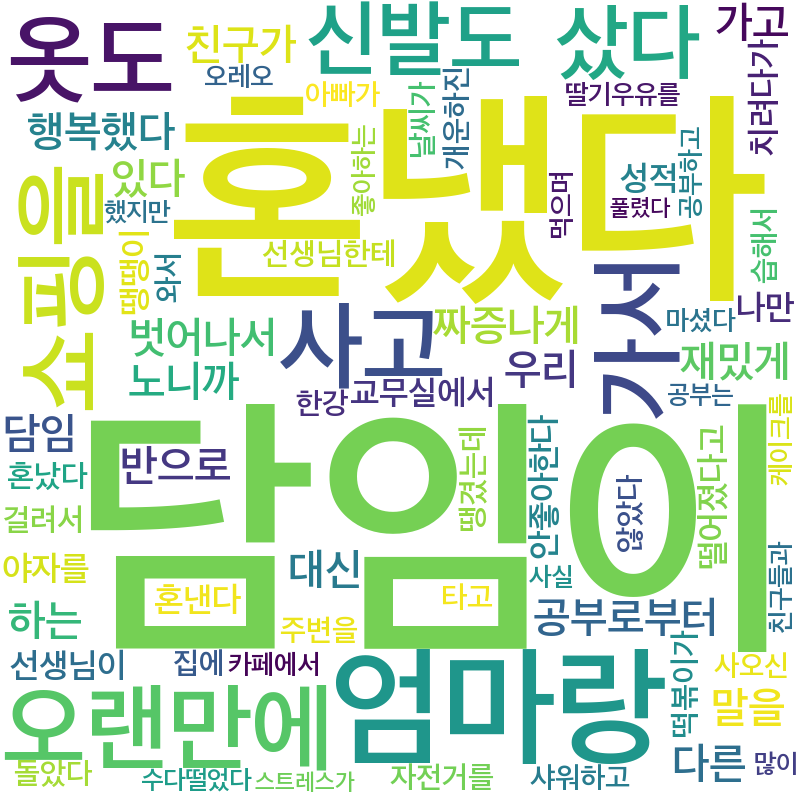 옷도
친구가
신발도
샀다
가고
오레오
아빠가
날씨가
개운하진
딸기우유를
치려다가
행복했다
혼냈다
있다
좋아하는
성적
공부하고
했지만
먹으며
풀렸다
쇼핑을
땡땡이
와서
선생님한테
습해서
벗어나서
사고
짜증나게
가서
마셨다
나만
노니까
우리
재밌게
한강
교무실에서
공부는
담임
담임이
반으로
땡겼는데
안좋아한다
떨어졌다고
케이크를
혼났다
않았다
걸려서
야자를
대신
사실
친구들과
혼낸다
타고
하는
주변을
공부로부터
선생님이
집에
카페에서
엄마랑
떡볶이가
사오신
오랜만에
말을
다른
많이
돌았다
수다떨었다
스트레스가
자전거를
샤워하고